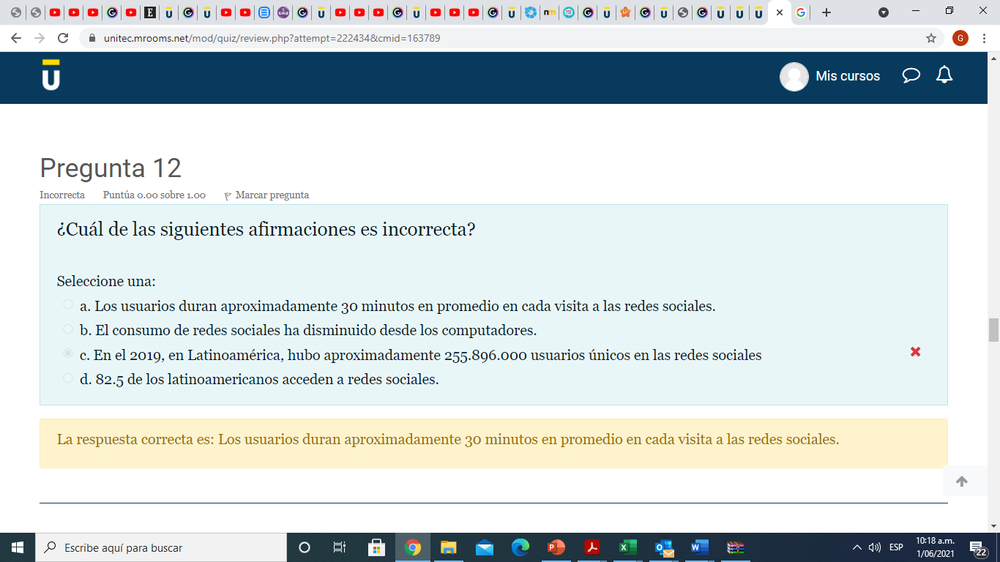 unitec.mrooms.net/mod/quiz/review.php?attempt=222434&cmid=163789
G
Mis cursos
Pregunta 12
Incorrecta
Puntúa 0.00 sobre 1.00
Marcar pregunta
¿Cuál de las siguientes afirmaciones es incorrecta?
Seleccione una:
a. Los usuarios duran aproximadamente 30 minutos en promedio en cada visita a las redes sociales.
b. El consumo de redes sociales ha disminuido desde los computadores.
c. En el 2019, en Latinoamérica, hubo aproximadamente 255.896.000 usuarios únicos en las redes sociales
d. 82.5 de los latinoamericanos acceden a redes sociales.
La respuesta correcta es: Los usuarios duran aproximadamente 30 minutos en promedio en cada visita a las redes sociales.
Escribe aquí para buscar
ESP
10:18 a.m.
1/06/2021
22